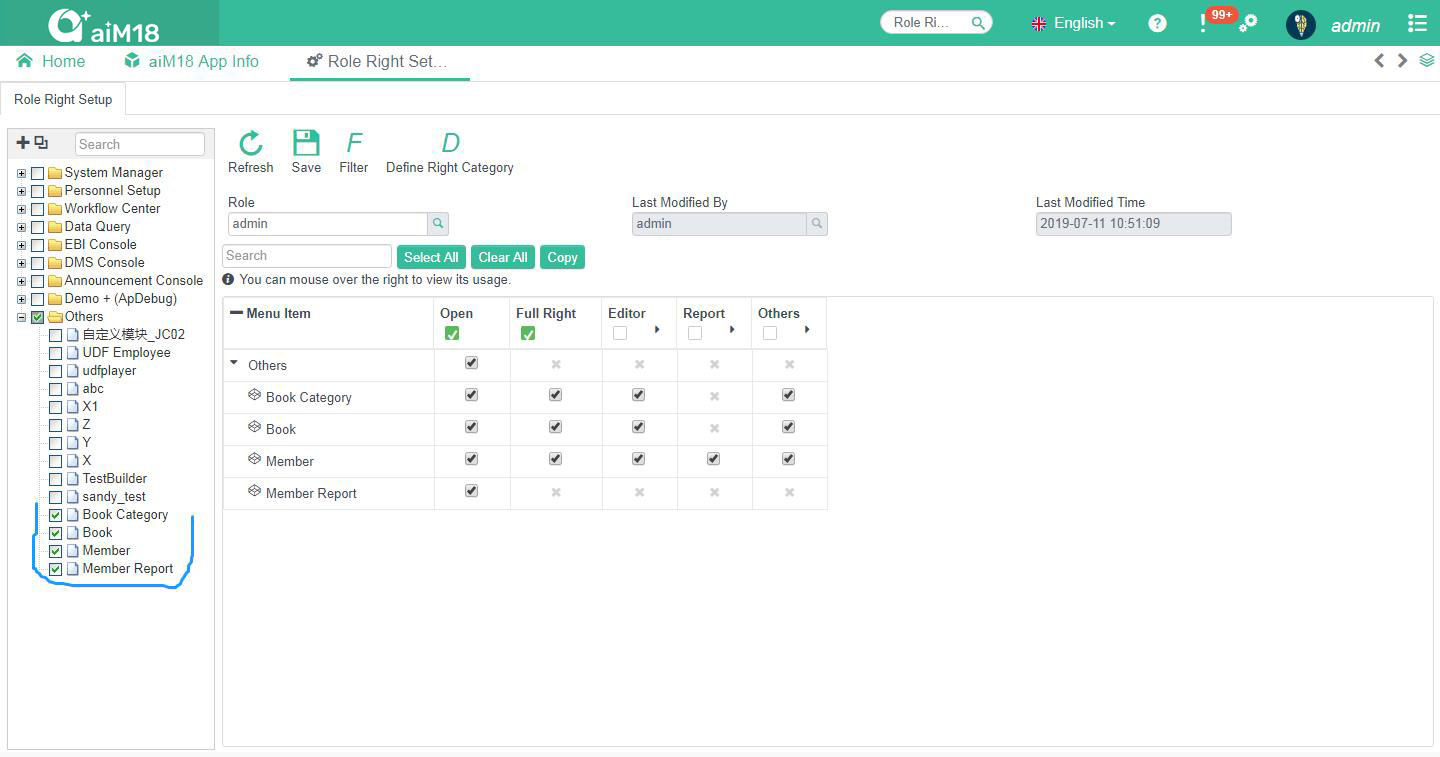 aiM18
Role Ri...
English
?
!
99+
admin
Home
aiM18 App Info
Role Right Set...
Role Right Setup
Search
System Manager
Personnel Setup
Workflow Center
Data Query
EBI Console
DMS Console
Announcement Console
Demo + (ApDebug)
Others
自定义模块_JC02
UDF Employee
udfplayer
abc
X1
Z
Y
X
TestBuilder
sandy_test
Book Category
Book
Member
Member Report
F
D
Refresh
Save
Filter
Define Right Category
Role
Last Modified By
Last Modified Time
admin
admin
2019-07-11 10:51:09
Search
Select All
Clear All
Copy
You can mouse over the right to view its usage.
Menu Item
Open
Full Right
Editor
Report
Others
Others
Book Category
Book
Member
Member Report